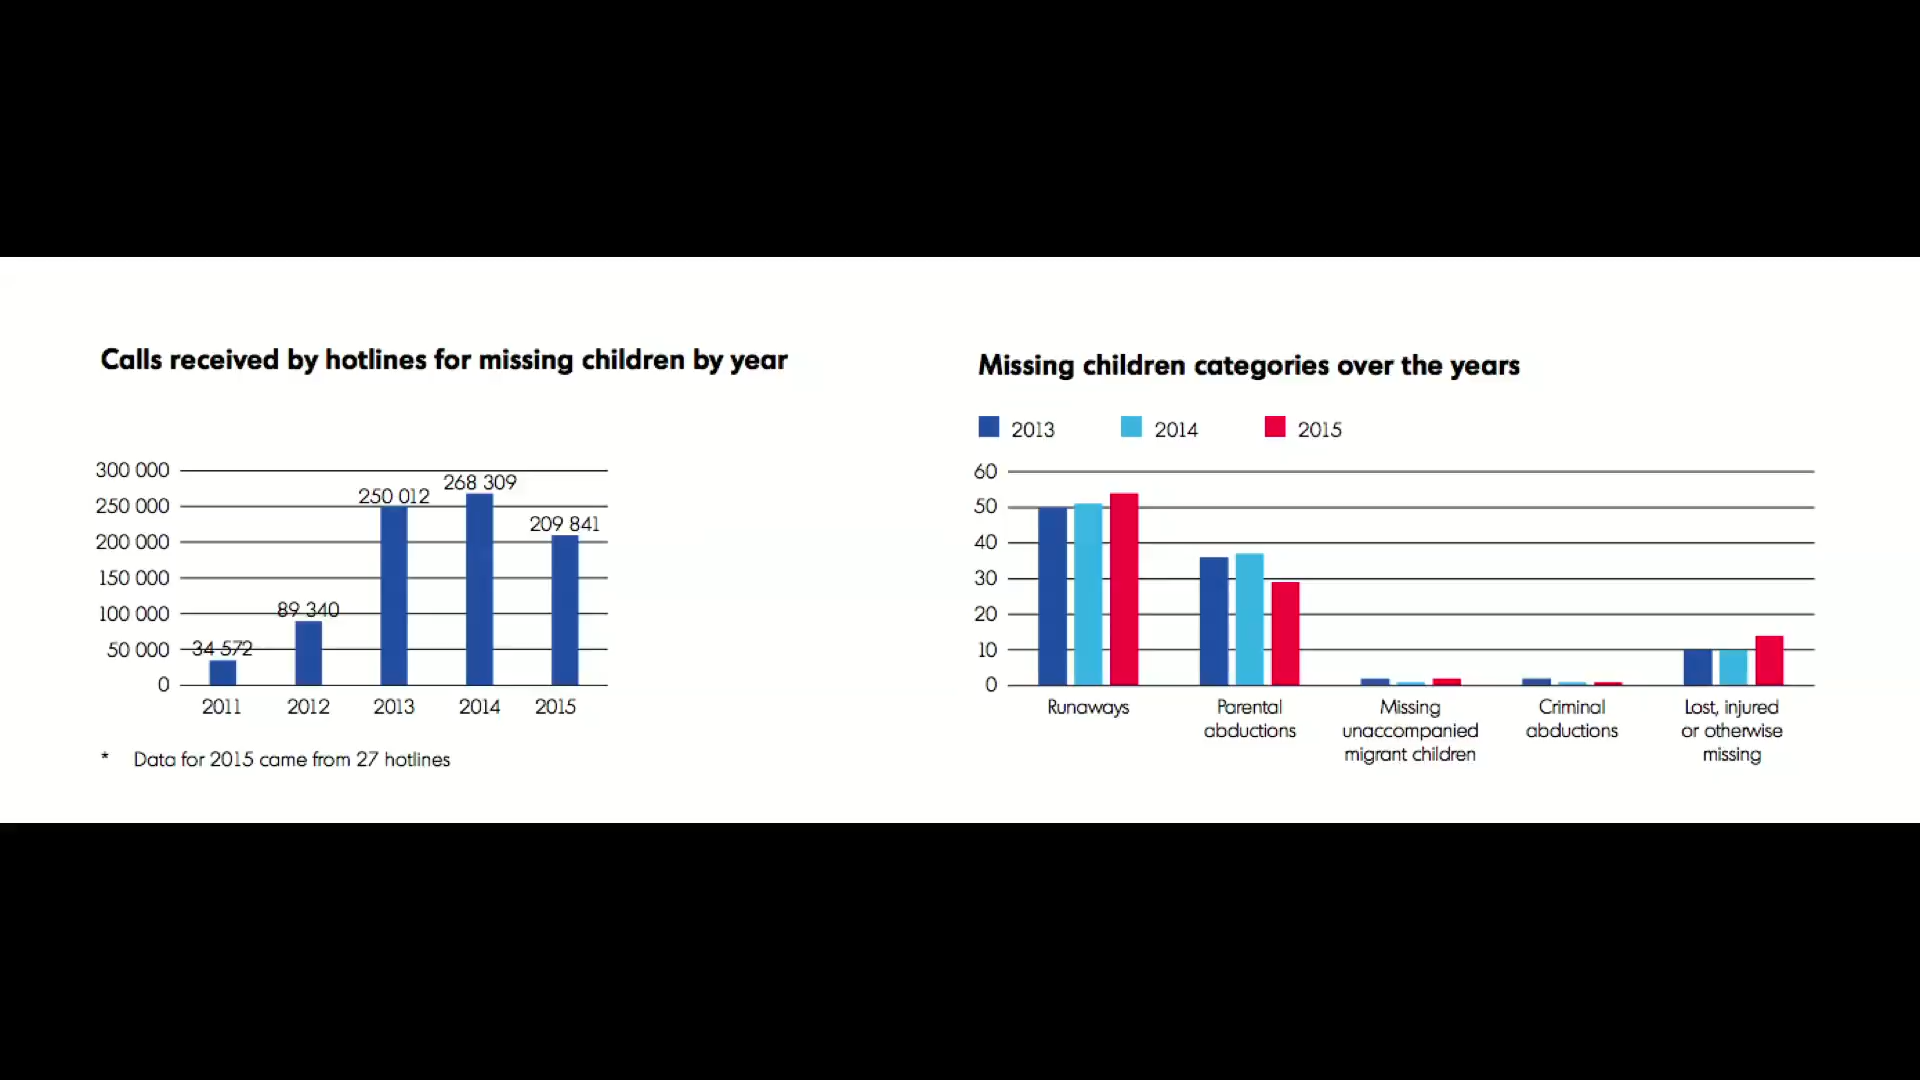 Calls received by hotlines for missing children by year
300 000
250 000
200 000
150 000
100 000
50 000
0
34 572
89 340
250 012
268 309
209 841
2011 2012 2013 2014 2015
* Data for 2015 came from 27 hotlines
Missing children categories over the years
2013 2014 2015
60
50
40
30
20
10
0
Runaways
Parental
abductions
Missing
unaccompanied
migrant children
Criminal
abductions
Lost, injured
or otherwise
missing